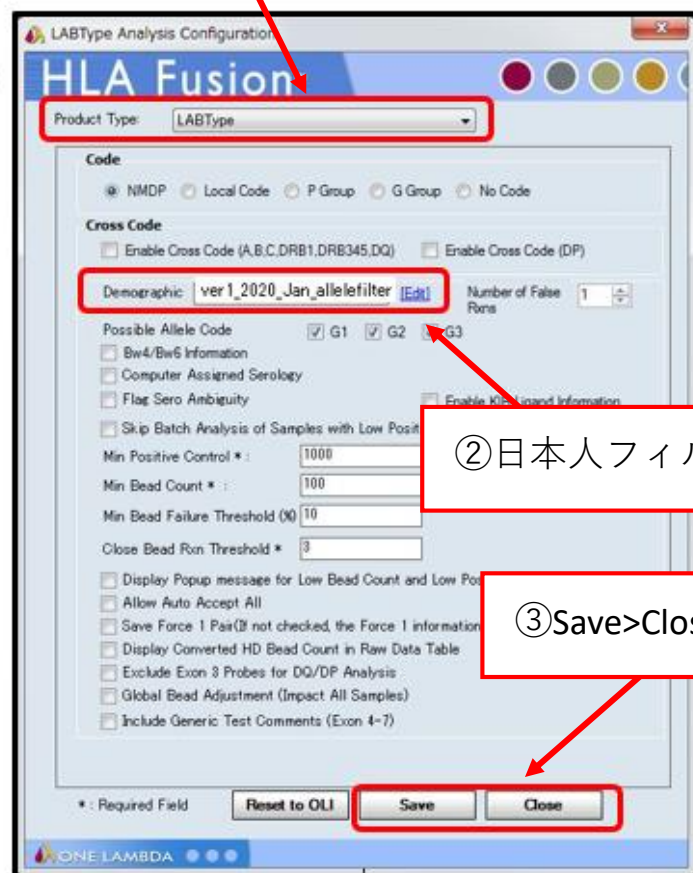 LABType Analysis Configuration
HLA Fusion
Product Type: LABType
Code
NMDP Local Code P Group G Group No Code
Cross Code
Enable Cross Code (A,B,C,DRB1,DRB345,DQ) Enable Cross Code (DP)
Demographic ver1_2020_Jan_allelefilter [Edit] Number of False Rxns 1
Possible Allele Code G1 G2 G3
Bw4/Bw6 Information
Computer Assigned Serology
Flag Sero Ambiguity Enable KIR Ligand Information
Skip Batch Analysis of Samples with Low Posit
②日本人フィル
Min Positive Control * : 1000
Min Bead Count * : 100
Min Bead Failure Threshold (%) 10
Close Bead Rxn Threshold * 3
Display Popup message for Low Bead Count and Low Pos
Allow Auto Accept All
③Save>Clos
Save Force 1 Pair(If not checked, the Force 1 information
Display Converted HD Bead Count in Raw Data Table
Exclude Exon 3 Probes for DQ/DP Analysis
Global Bead Adjustment (Impact All Samples)
Include Generic Test Comments (Exon 4-7)
* : Required Field Reset to OLI Save Close
ONE LAMBDA